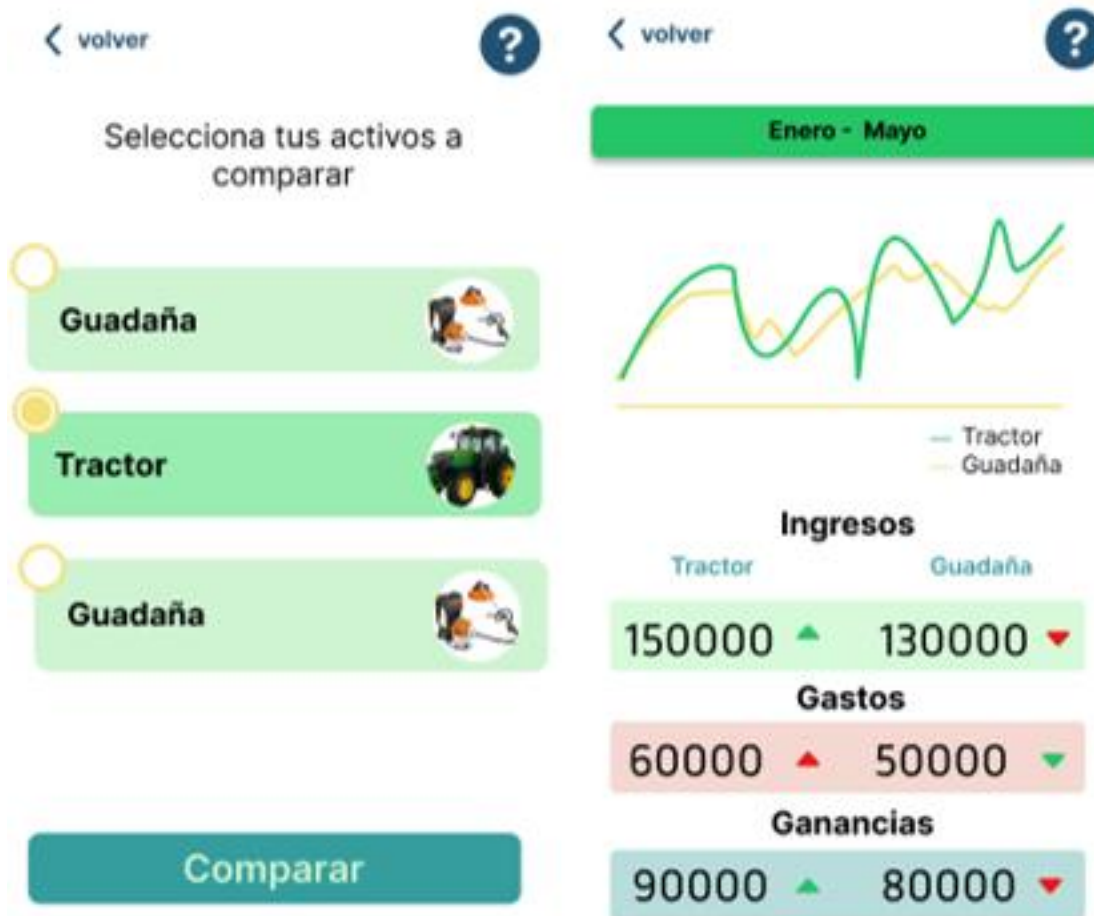 volver
?
Selecciona tus activos a
comparar
Guadaña
Tractor
Guadaña
Comparar
volver
?
Enero - Mayo
Tractor
Guadaña
Ingresos
Tractor Guadaña
150000 130000
Gastos
60000 50000
Ganancias
90000 80000